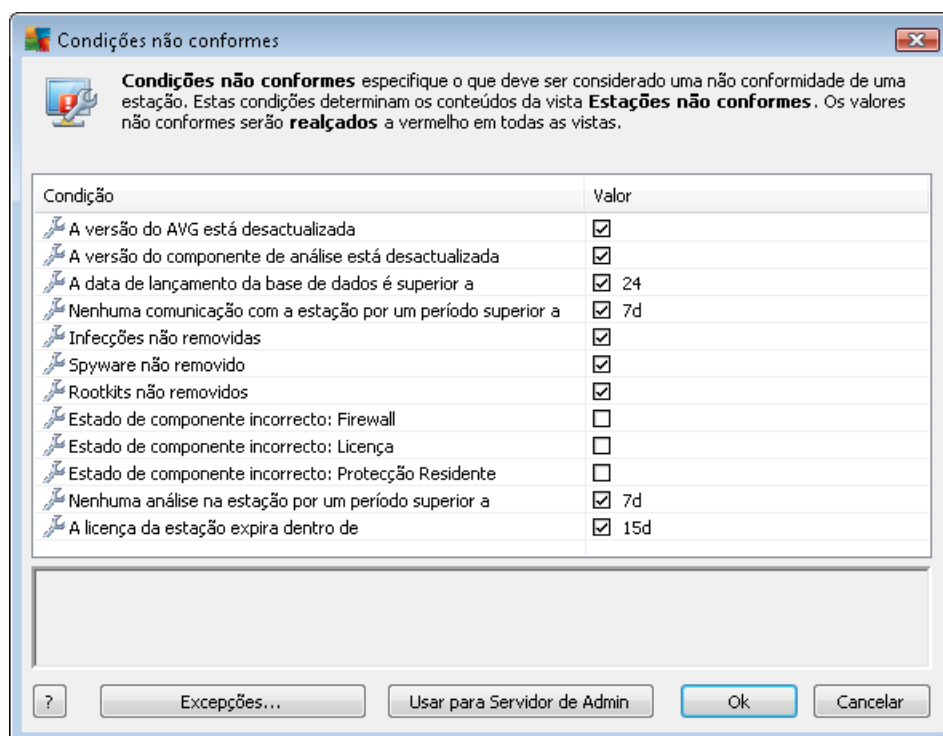 Condições não conformes
Condições não conformes especifique o que deve ser considerado uma não conformidade de uma
estação. Estas condições determinam os conteúdos da vista Estações não conformes. Os valores
não conformes serão realçados a vermelho em todas as vistas.
Condição Valor
A versão do AVG está desactualizada
A versão do componente de análise está desactualizada
A data de lançamento da base de dados é superior a 24
Nenhuma comunicação com a estação por um período superior a 7d
Infecções não removidas
Spyware não removido
Rootkits não removidos
Estado de componente incorrecto: Firewall
Estado de componente incorrecto: Licença
Estado de componente incorrecto: Protecção Residente
Nenhuma análise na estação por um período superior a 7d
A licença da estação expira dentro de 15d
? Excepções... Usar para Servidor de Admin Ok Cancelar